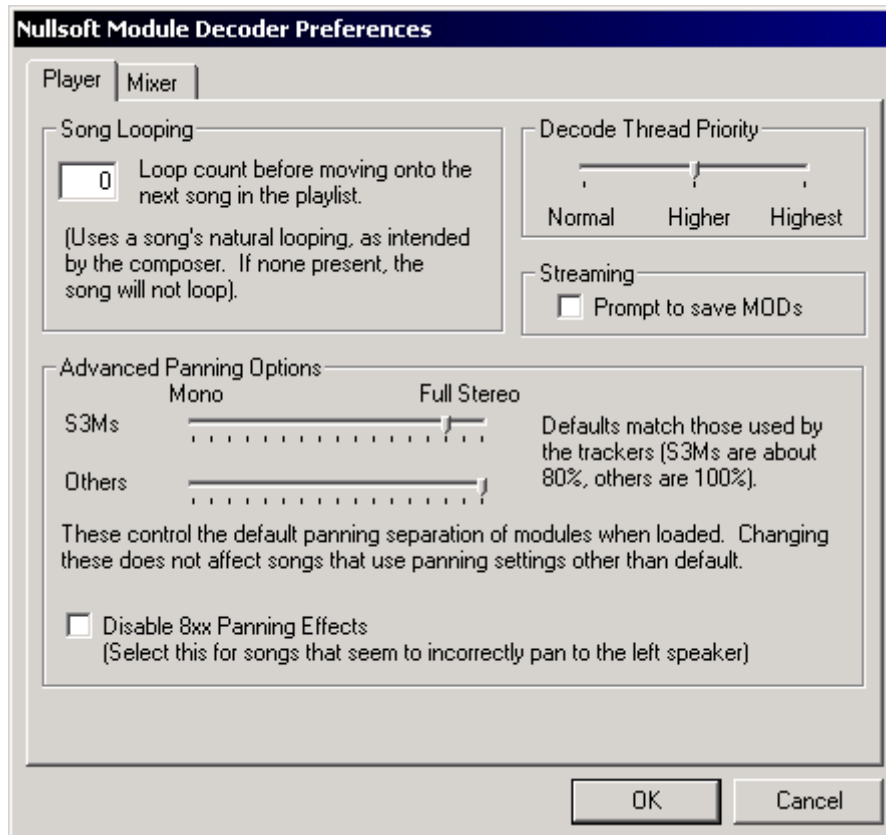 Nullsoft Module Decoder Preferences
Player
Mixer
Song Looping
0
Loop count before moving onto the
next song in the playlist.
(Uses a song's natural looping, as intended
by the composer.  If none present, the
song will not loop).
Decode Thread Priority
Normal
Higher
Highest
Streaming
Prompt to save MODs
Advanced Panning Options
Mono
Full Stereo
S3Ms
Others
Defaults match those used by
the trackers (S3Ms are about
80%, others are 100%).
These control the default panning separation of modules when loaded.  Changing
these does not affect songs that use panning settings other than default.
Disable 8xx Panning Effects
(Select this for songs that seem to incorrectly pan to the left speaker)
OK
Cancel